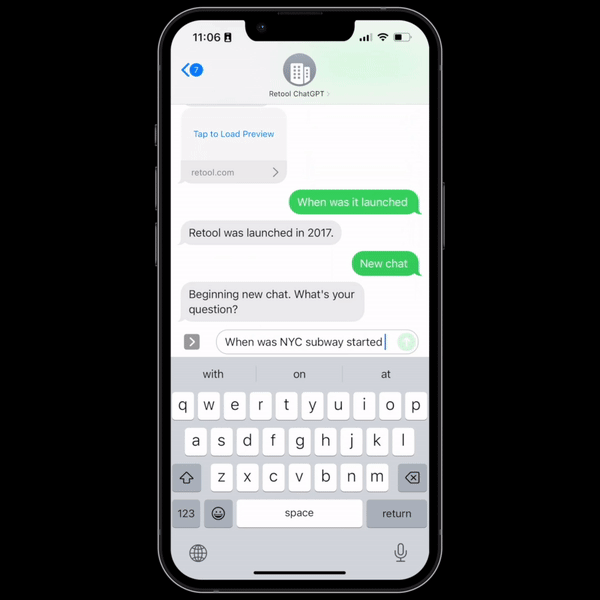 11:06
7
Retool ChatGPT
Tap to Load Preview
retool.com
When was it launched
Retool was launched in 2017.
New chat
Beginning new chat. What's your
question?
When was NYC subway started
with on at
q w e r t y u i o p
a s d f g h j k l
z x c v b n m
123 space return